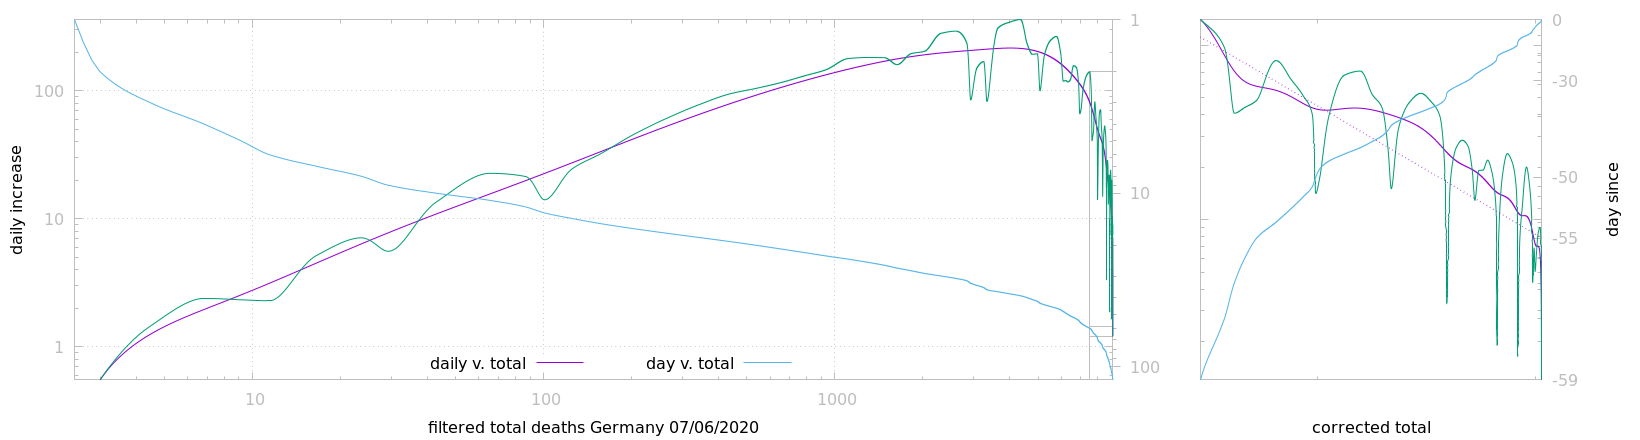 daily increase
100
10
1
10
100
1000
filtered total deaths Germany 07/06/2020
daily v. total
day v. total
1
10
100
0
-30
-50
-55
-59
day since
corrected total